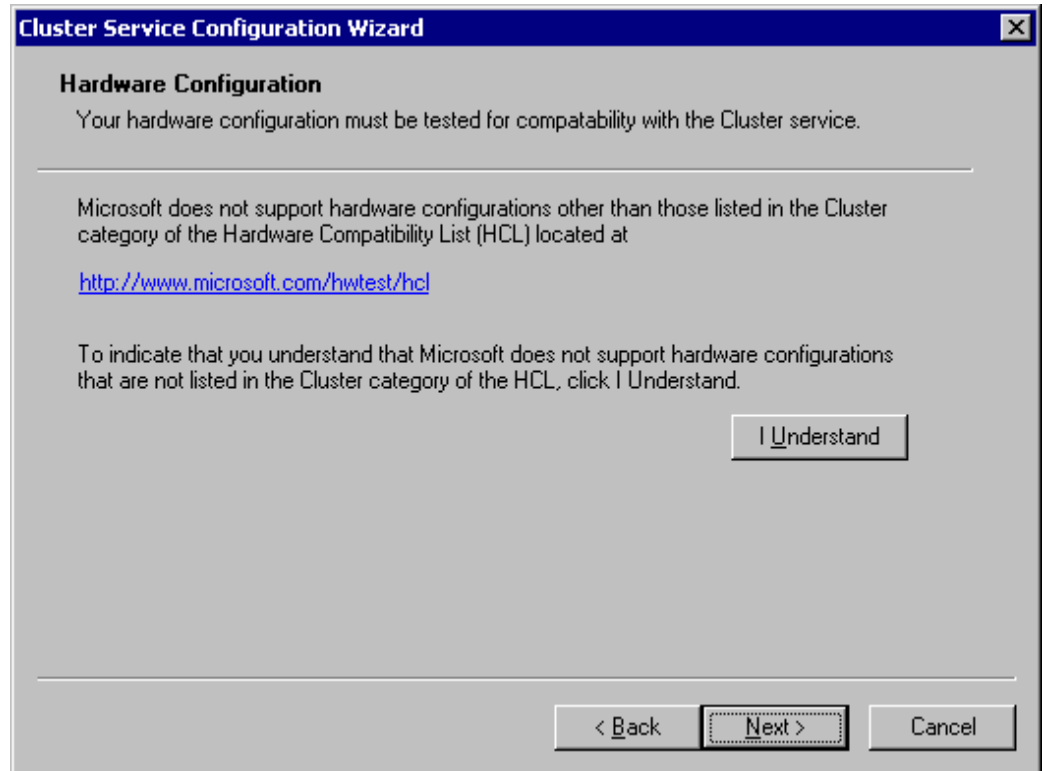 Cluster Service Configuration Wizard
Hardware Configuration
Your hardware configuration must be tested for compatability with the Cluster service.
Microsoft does not support hardware configurations other than those listed in the Cluster
category of the Hardware Compatibility List (HCL) located at
http://www.microsoft.com/hwtest/hcl
To indicate that you understand that Microsoft does not support hardware configurations
that are not listed in the Cluster category of the HCL, click I Understand.
I Understand
< Back
Next >
Cancel